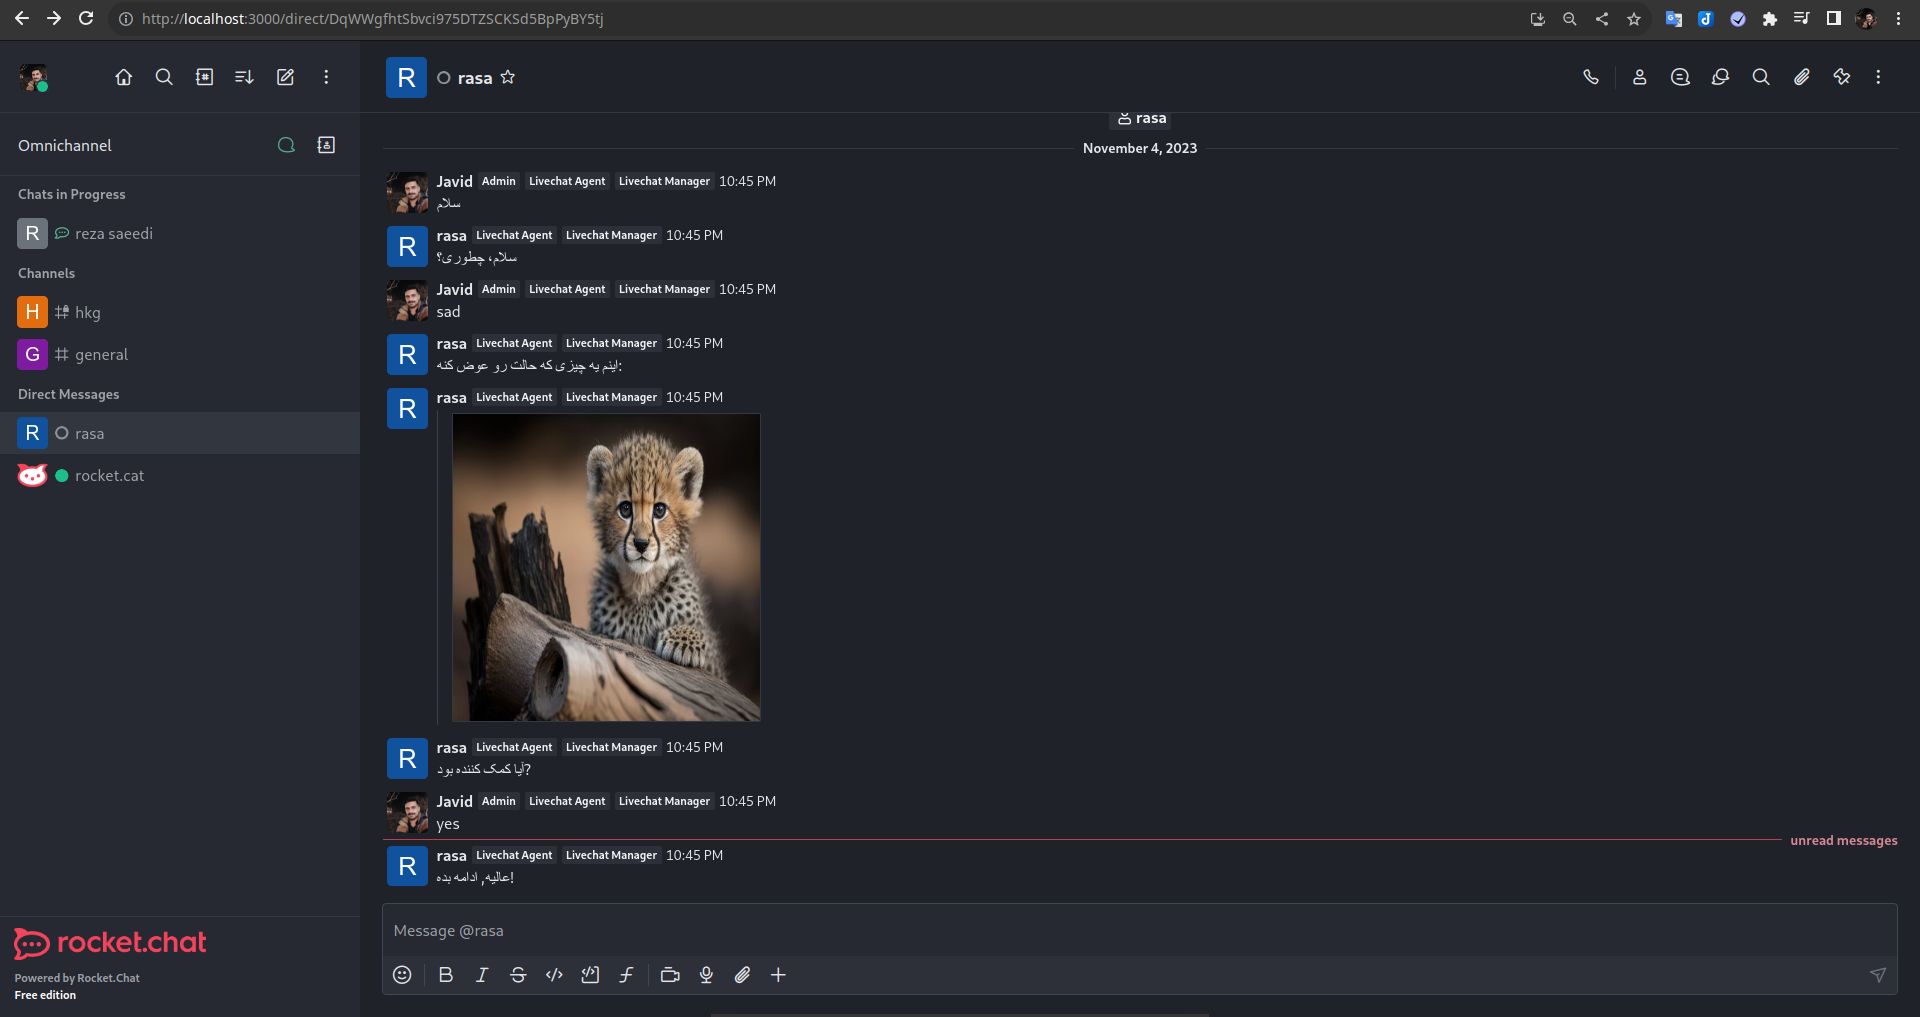 http://localhost:3000/direct/DqWWgfhtSbvci975DTZSCKSd5BpPyBY5tj
R rasa
rasa
November 4, 2023
Omnichannel
Chats in Progress
R reza saeedi
Channels
H hkg
G general
Direct Messages
R rasa
rocket.cat
rocket.chat
Powered by Rocket.Chat
Free edition
Javid Admin Livechat Agent Livechat Manager 10:45 PM
سلام
R rasa Livechat Agent Livechat Manager 10:45 PM
سلام، چطوری؟
Javid Admin Livechat Agent Livechat Manager 10:45 PM
sad
R rasa Livechat Agent Livechat Manager 10:45 PM
اینم یه چیزی که حالت رو عوض کنه:
R rasa Livechat Agent Livechat Manager 10:45 PM
R rasa Livechat Agent Livechat Manager 10:45 PM
آیا کمک کننده بود?
Javid Admin Livechat Agent Livechat Manager 10:45 PM
yes
unread messages
R rasa Livechat Agent Livechat Manager 10:45 PM
عالیه, ادامه بده!
Message @rasa